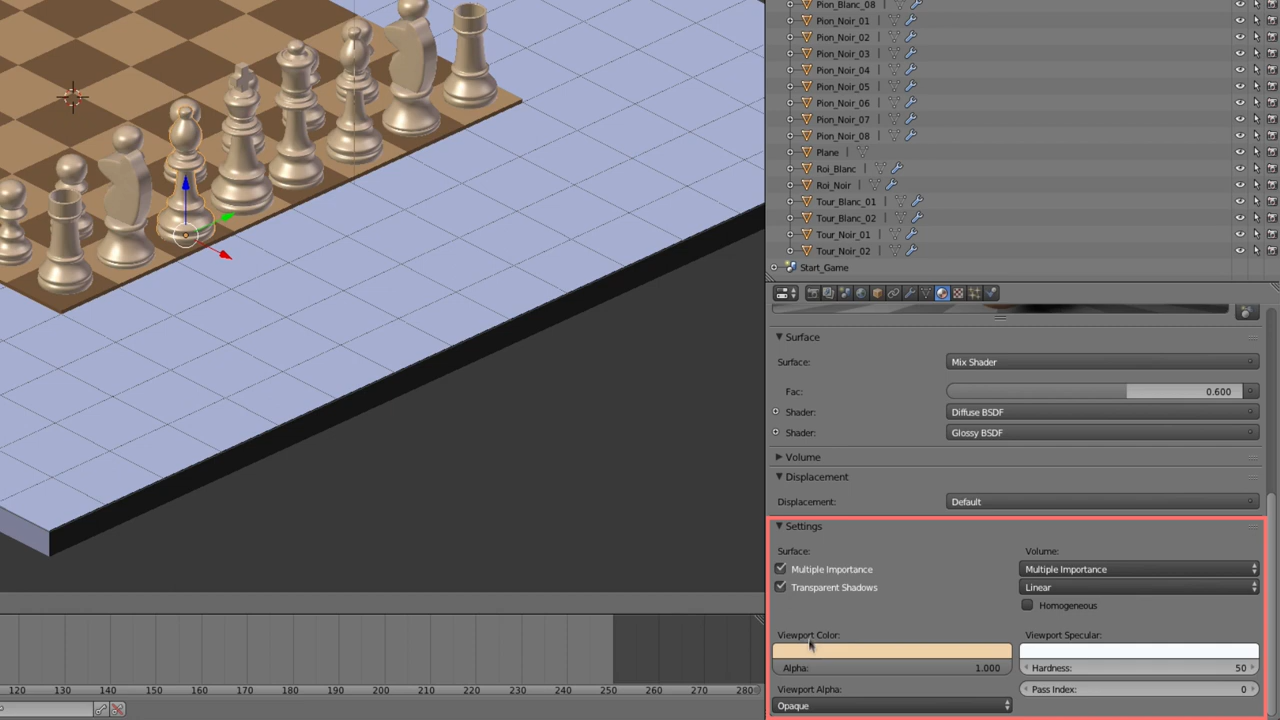 Pion_Blanc_08
Pion_Noir_01
Pion_Noir_02
Pion_Noir_03
Pion_Noir_04
Pion_Noir_05
Pion_Noir_06
Pion_Noir_07
Pion_Noir_08
Plane
Roi_Blanc
Roi_Noir
Tour_Blanc_01
Tour_Blanc_02
Tour_Noir_01
Tour_Noir_02
Start_Game
Surface
Surface: Mix Shader
Fac: 0.600
Shader: Diffuse BSDF
Shader: Glossy BSDF
Volume
Displacement
Displacement: Default
Settings
Surface: Volume:
Multiple Importance Multiple Importance
Transparent Shadows Linear
Homogeneous
Viewport Color: Viewport Specular:
Alpha: 1.000 Hardness: 50
Viewport Alpha: Pass Index: 0
Opaque
120 130 140 150 160 170 180 190 200 210 220 230 240 250 260 270 280